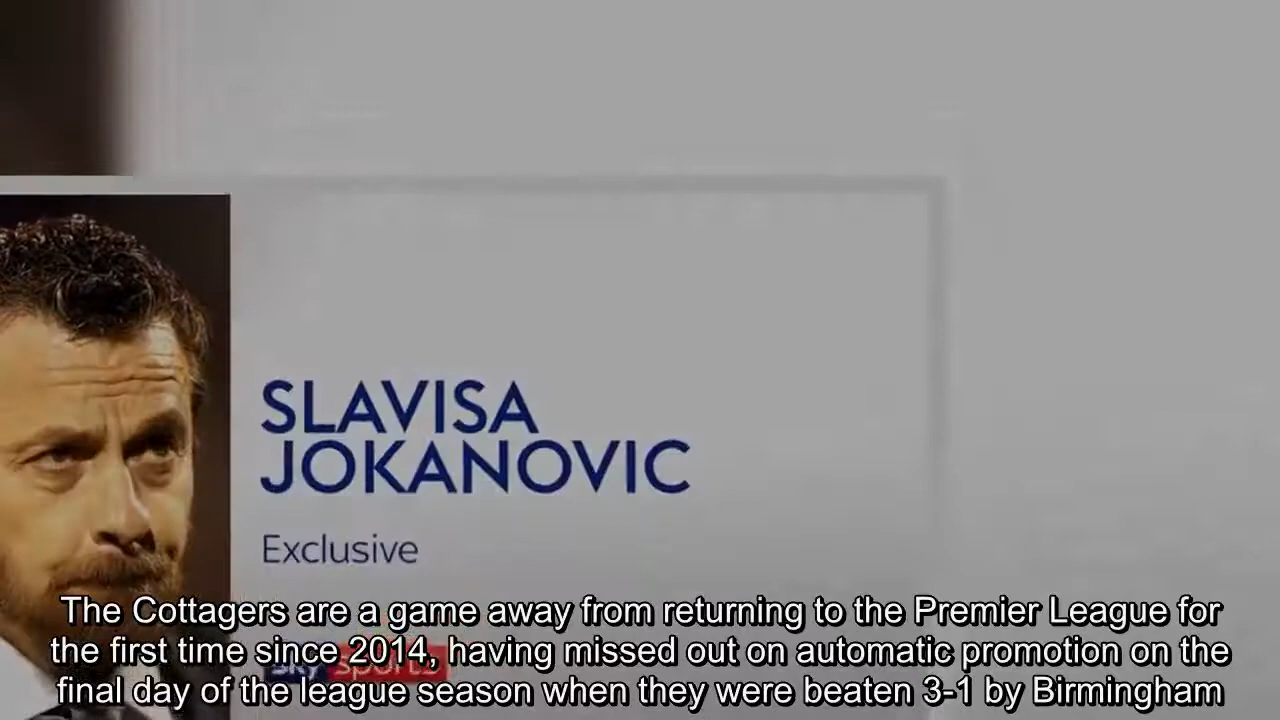 SLAVISA
JOKANOVIC
Exclusive
sky sports
The Cottagers are a game away from returning to the Premier League for
the first time since 2014, having missed out on automatic promotion on the
final day of the league season when they were beaten 3-1 by Birmingham